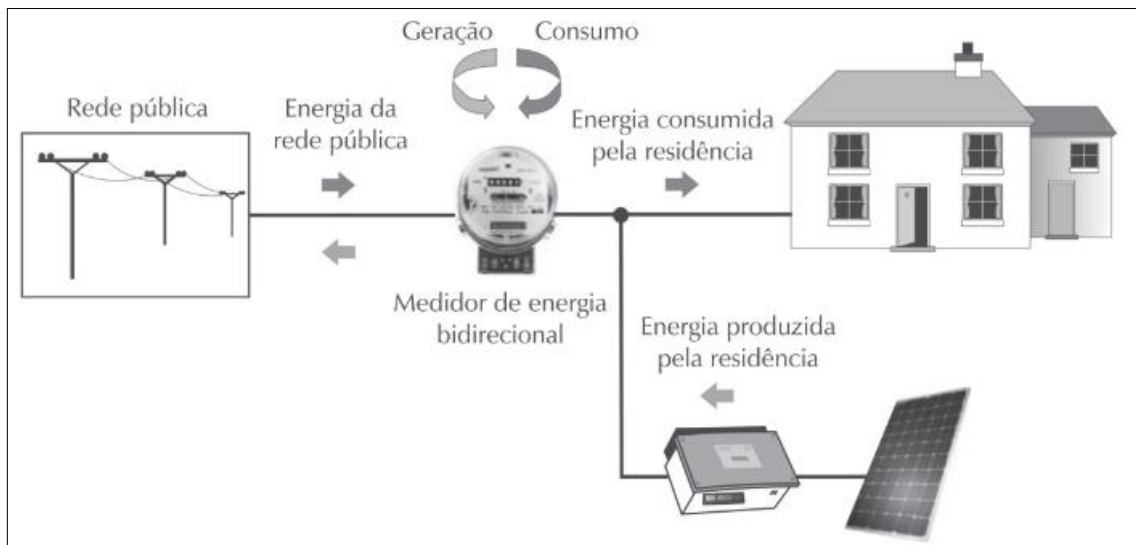 Geração
Consumo
Rede pública
Energia da
rede pública
Energia consumida
pela residência
Medidor de energia
bidirecional
Energia produzida
pela residência